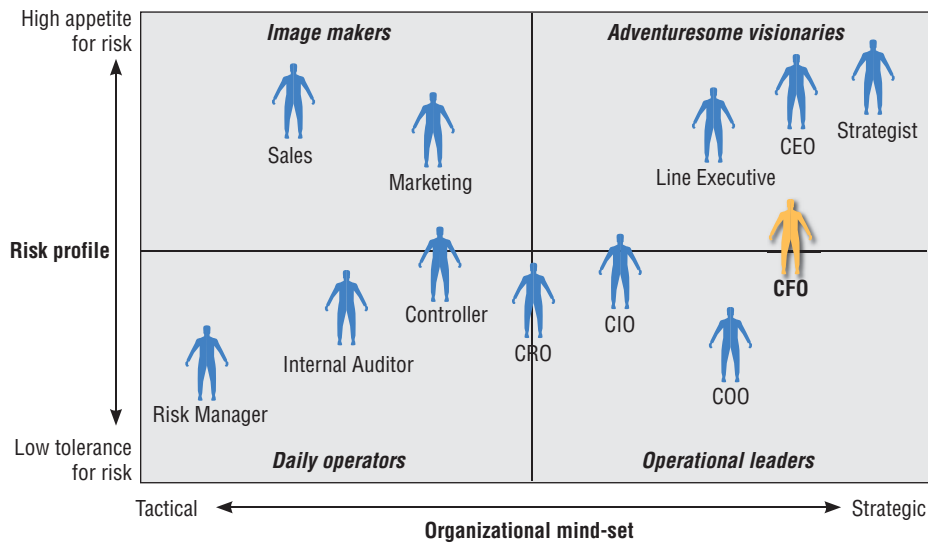 High appetite
for risk
Image makers
Adventuresome visionaries
Sales
Marketing
Line Executive
CEO
Strategist
Risk profile
CFO
Controller
CIO
CRO
Internal Auditor
COO
Risk Manager
Low tolerance
for risk
Daily operators
Operational leaders
Tactical
Strategic
Organizational mind-set